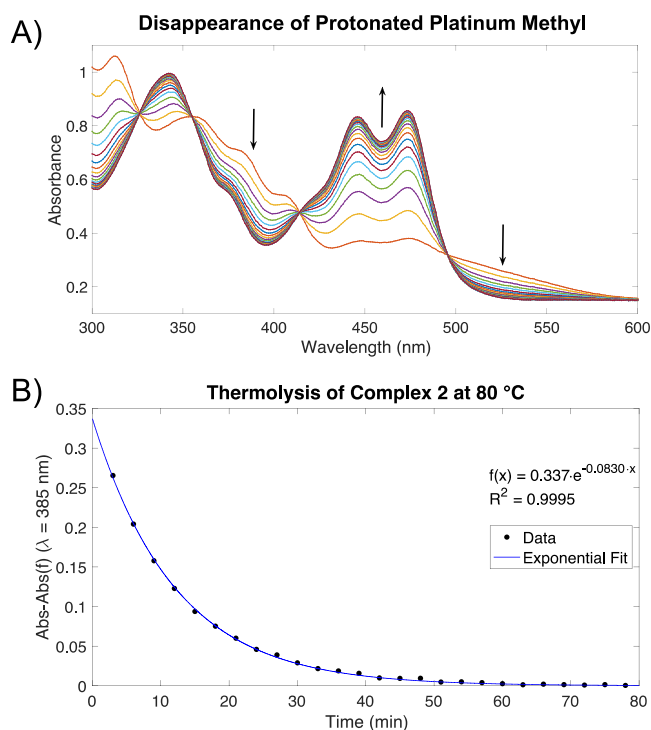 A)
Disappearance of Protonated Platinum Methyl
1
0.8
0.6
0.4
0.2
Absorbance
300
350
400
450
500
550
600
Wavelength (nm)
B)
Thermolysis of Complex 2 at 80 °C
0.35
0.3
0.25
0.2
0.15
0.1
0.05
0
Abs-Abs(f) (λ = 385 nm)
f(x) = 0.337·e^-0.0830·x
R² = 0.9995
Data
Exponential Fit
0
10
20
30
40
50
60
70
80
Time (min)